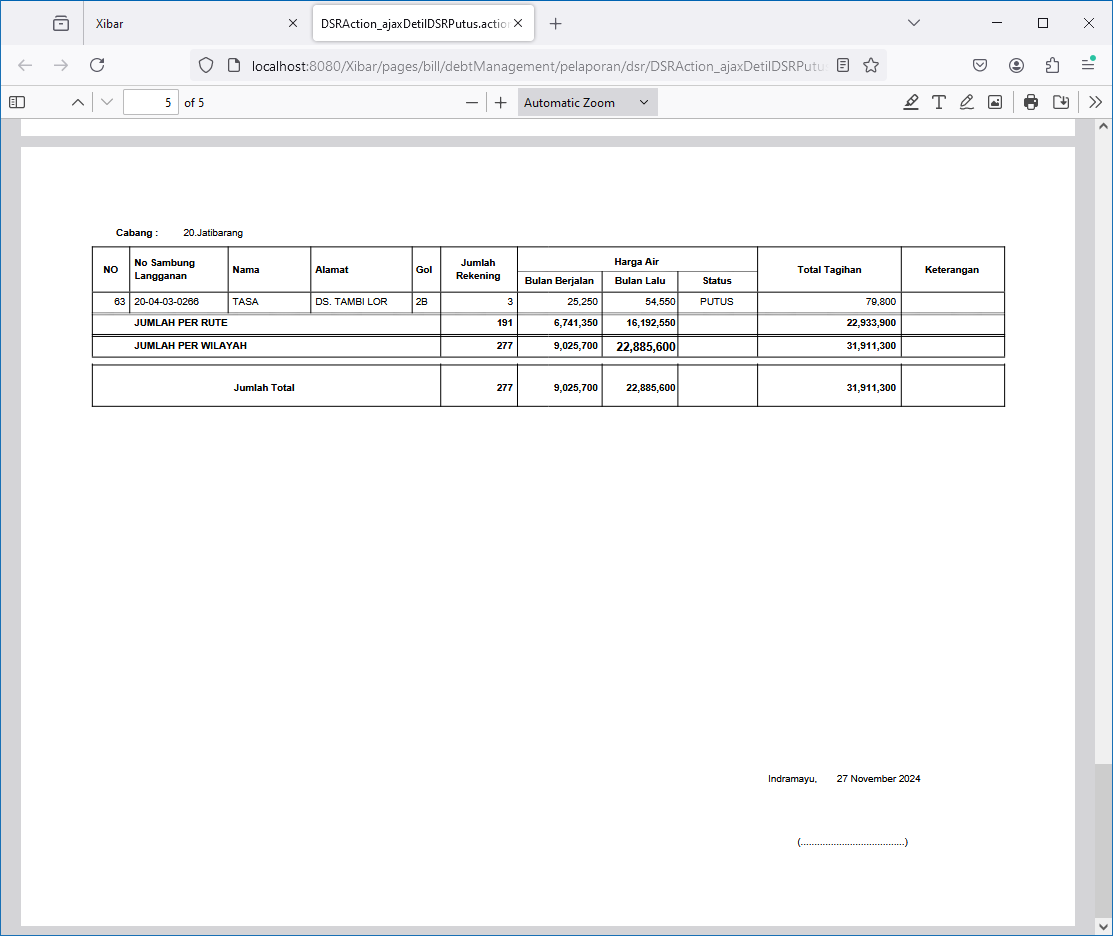 Xibar
DSRAction_ajaxDetilDSRPutus.action
localhost:8080/Xibar/pages/bill/debtManagement/pelaporan/dsr/DSRAction_ajaxDetilDSRPutu
5 of 5 Automatic Zoom
Cabang : 20.Jatibarang
NO No Sambung Langganan Nama Alamat Gol Jumlah Rekening Harga Air Total Tagihan Keterangan
Bulan Berjalan Bulan Lalu Status
63 20-04-03-0266 TASA DS. TAMBI LOR 2B 3 25,250 54,550 PUTUS 79,800
JUMLAH PER RUTE 191 6,741,350 16,192,550 22,933,900
JUMLAH PER WILAYAH 277 9,025,700 22,885,600 31,911,300
Jumlah Total 277 9,025,700 22,885,600 31,911,300
Indramayu, 27 November 2024
(.......................................)